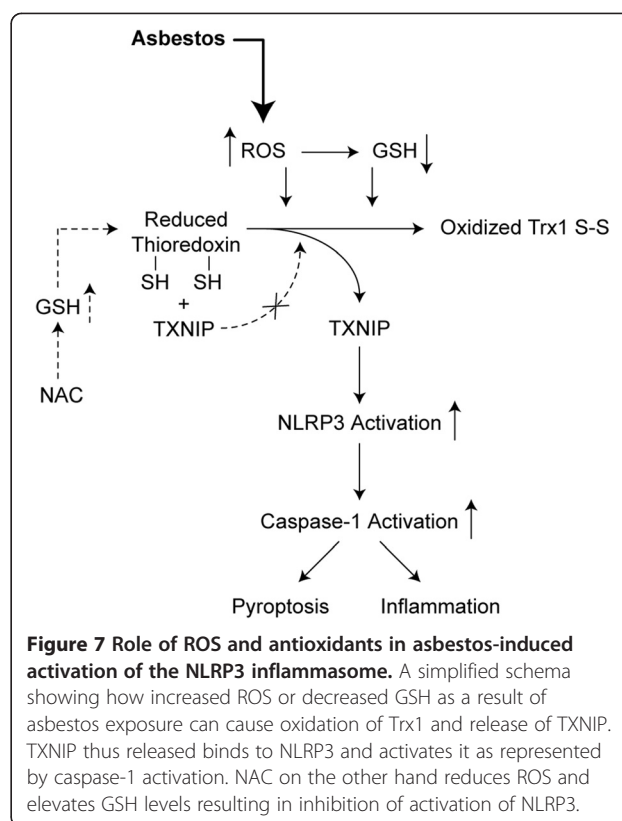 Asbestos
↑ ROS → GSH ↓
Reduced
Thioredoxin
Oxidized Trx1 S-S
SH SH
+
GSH
TXNIP
TXNIP
NAC
NLRP3 Activation
Caspase-1 Activation
Pyroptosis Inflammation
Figure 7 Role of ROS and antioxidants in asbestos-induced
activation of the NLRP3 inflammasome. A simplified schema
showing how increased ROS or decreased GSH as a result of
asbestos exposure can cause oxidation of Trx1 and release of TXNIP.
TXNIP thus released binds to NLRP3 and activates it as represented
by caspase-1 activation. NAC on the other hand reduces ROS and
elevates GSH levels resulting in inhibition of activation of NLRP3.